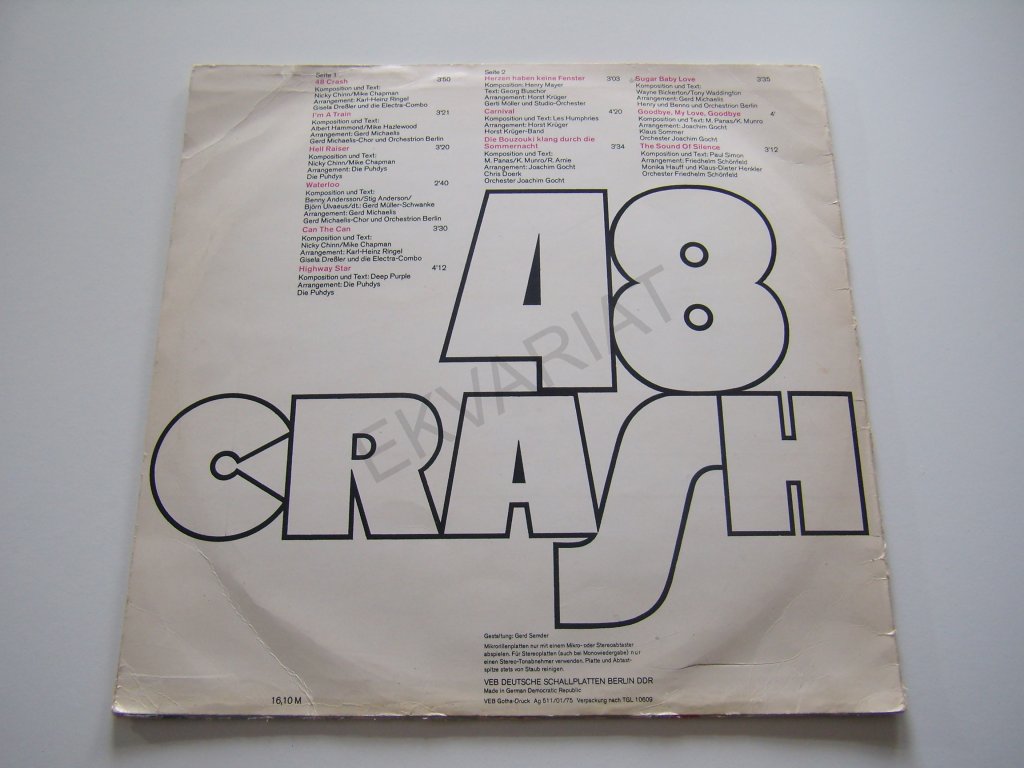 Seite 1
48 Crash 3'50
Komposition und Text:
Nicky Chinn/Mike Chapman
Arrangement: Karl-Heinz Ringel
Gisela Dreßler und die Electra-Combo
I'm A Train 3'21
Komposition und Text:
Albert Hammond/Mike Hazlewood
Arrangement: Gerd Michaelis
Gerd Michaelis-Chor und Orchestrion Berlin
Hell Raiser 3'20
Komposition und Text:
Nicky Chinn/Mike Chapman
Arrangement: Die Puhdys
Die Puhdys
Waterloo 2'40
Komposition und Text:
Benny Andersson/Stig Anderson/
Björn Ulvaeus/dt.: Gerd Müller-Schwanke
Arrangement: Gerd Michaelis
Gerd Michaelis-Chor und Orchestrion Berlin
Can The Can 3'30
Komposition und Text:
Nicky Chinn/Mike Chapman
Arrangement: Karl-Heinz Ringel
Gisela Dreßler und die Electra-Combo
Highway Star 4'12
Komposition und Text: Deep Purple
Arrangement: Die Puhdys
Die Puhdys
Seite 2
Herzen haben keine Fenster 3'03
Komposition: Henry Mayer
Text: Georg Buschor
Arrangement: Horst Krüger
Gerti Möller und Studio-Orchester
Carnival 4'20
Komposition und Text: Les Humphries
Arrangement: Horst Krüger
Horst Krüger-Band
Die Bouzouki klang durch die
Sommernacht 3'34
Komposition und Text:
M. Panas/K. Munro/R. Arnie
Arrangement: Joachim Gocht
Chris Doerk
Orchester Joachim Gocht
Sugar Baby Love 3'35
Komposition und Text:
Wayne Bickerton/Tony Waddington
Arrangement: Gerd Michaelis
Henry und Benno und Orchestrion Berlin
Goodbye, My Love, Goodbye 4'
Komposition und Text: M. Panas/K. Munro
Arrangement: Joachim Gocht
Klaus Sommer
Orchester Joachim Gocht
The Sound Of Silence 3'12
Komposition und Text: Paul Simon
Arrangement: Friedhelm Schönfeld
Monika Hauff und Klaus-Dieter Henkler
Orchester Friedhelm Schönfeld
48
CRASH
EKVARIAT
Gestaltung: Gerd Semder
Mikrorillenplatten nur mit einem Mikro- oder Stereoabtaster
abspielen. Für Stereoplatten (auch bei Monowiedergabe) nur
einen Stereo-Tonabnehmer verwenden. Platte und Abtast-
spitze stets von Staub reinigen.
VEB DEUTSCHE SCHALLPLATTEN BERLIN DDR
Made in German Democratic Republic
16,10 M
VEB Gotha-Druck Ag 511/01/75 Verpackung nach TGL 10609